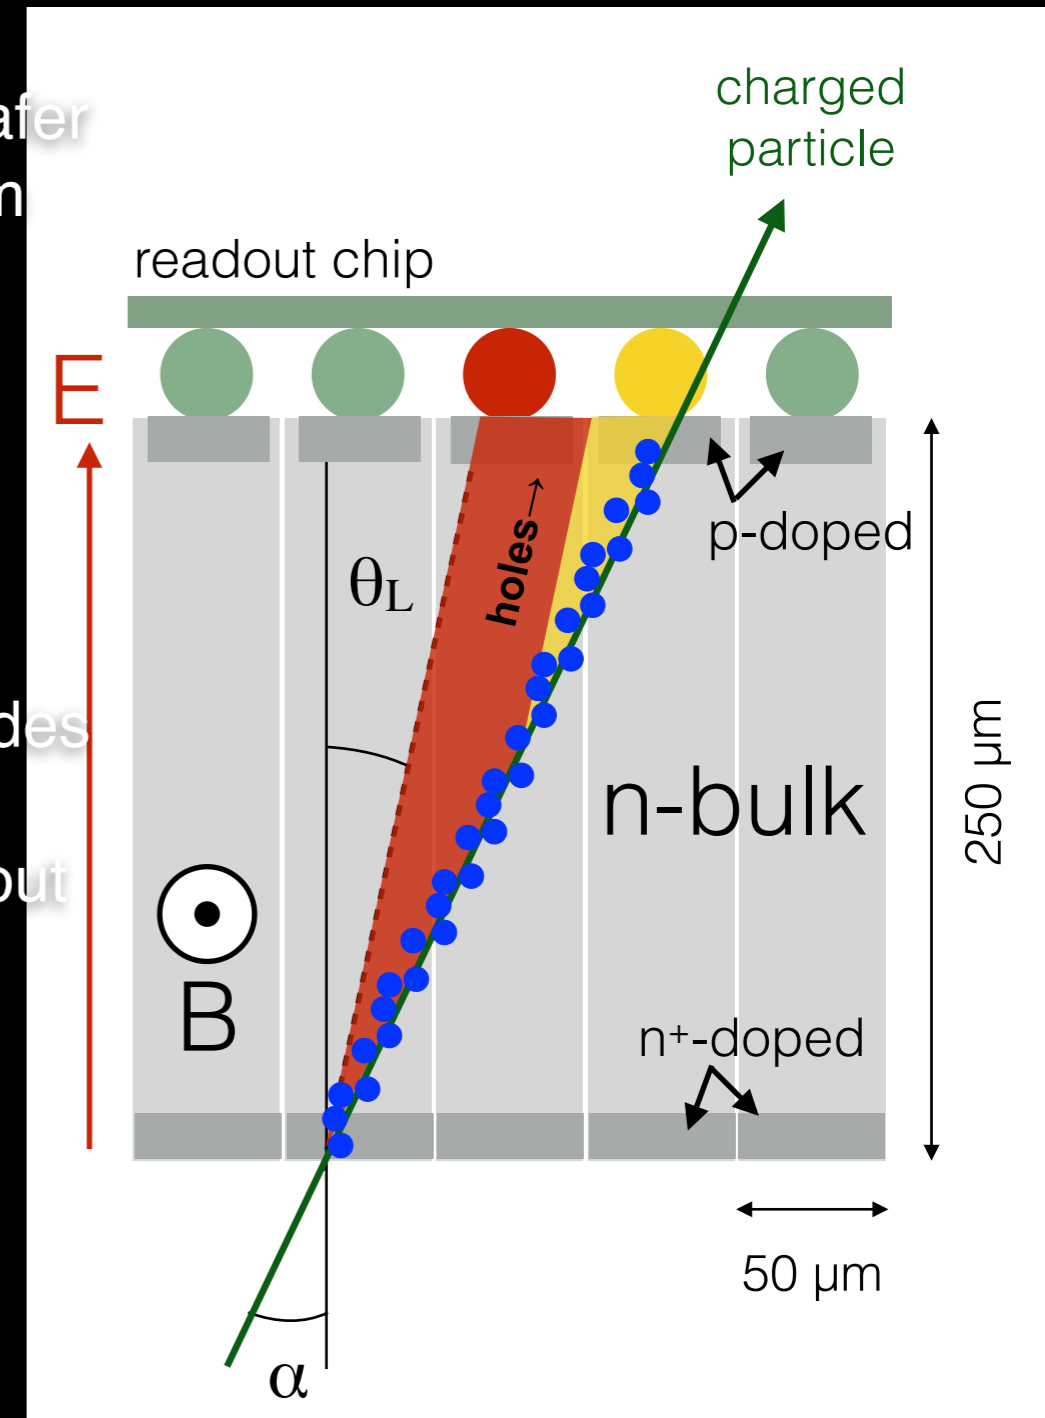 charged
particle
readout chip
E
holes→
p-doped
θL
n-bulk
250 µm
B
n⁺-doped
50 µm
α